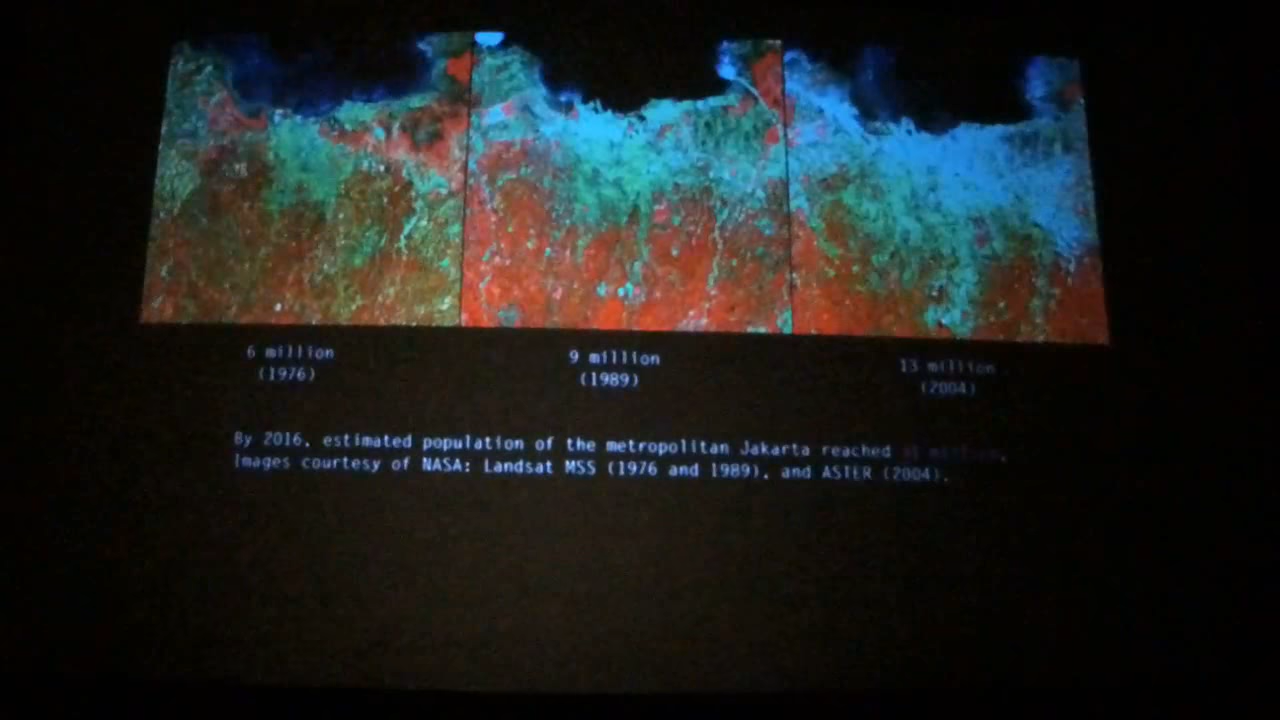 6 million
(1976)
9 million
(1989)
13 million
(2004)
By 2016, estimated population of the metropolitan Jakarta reached
Images courtesy of NASA: Landsat MSS (1976 and 1989), and ASTER (2004).